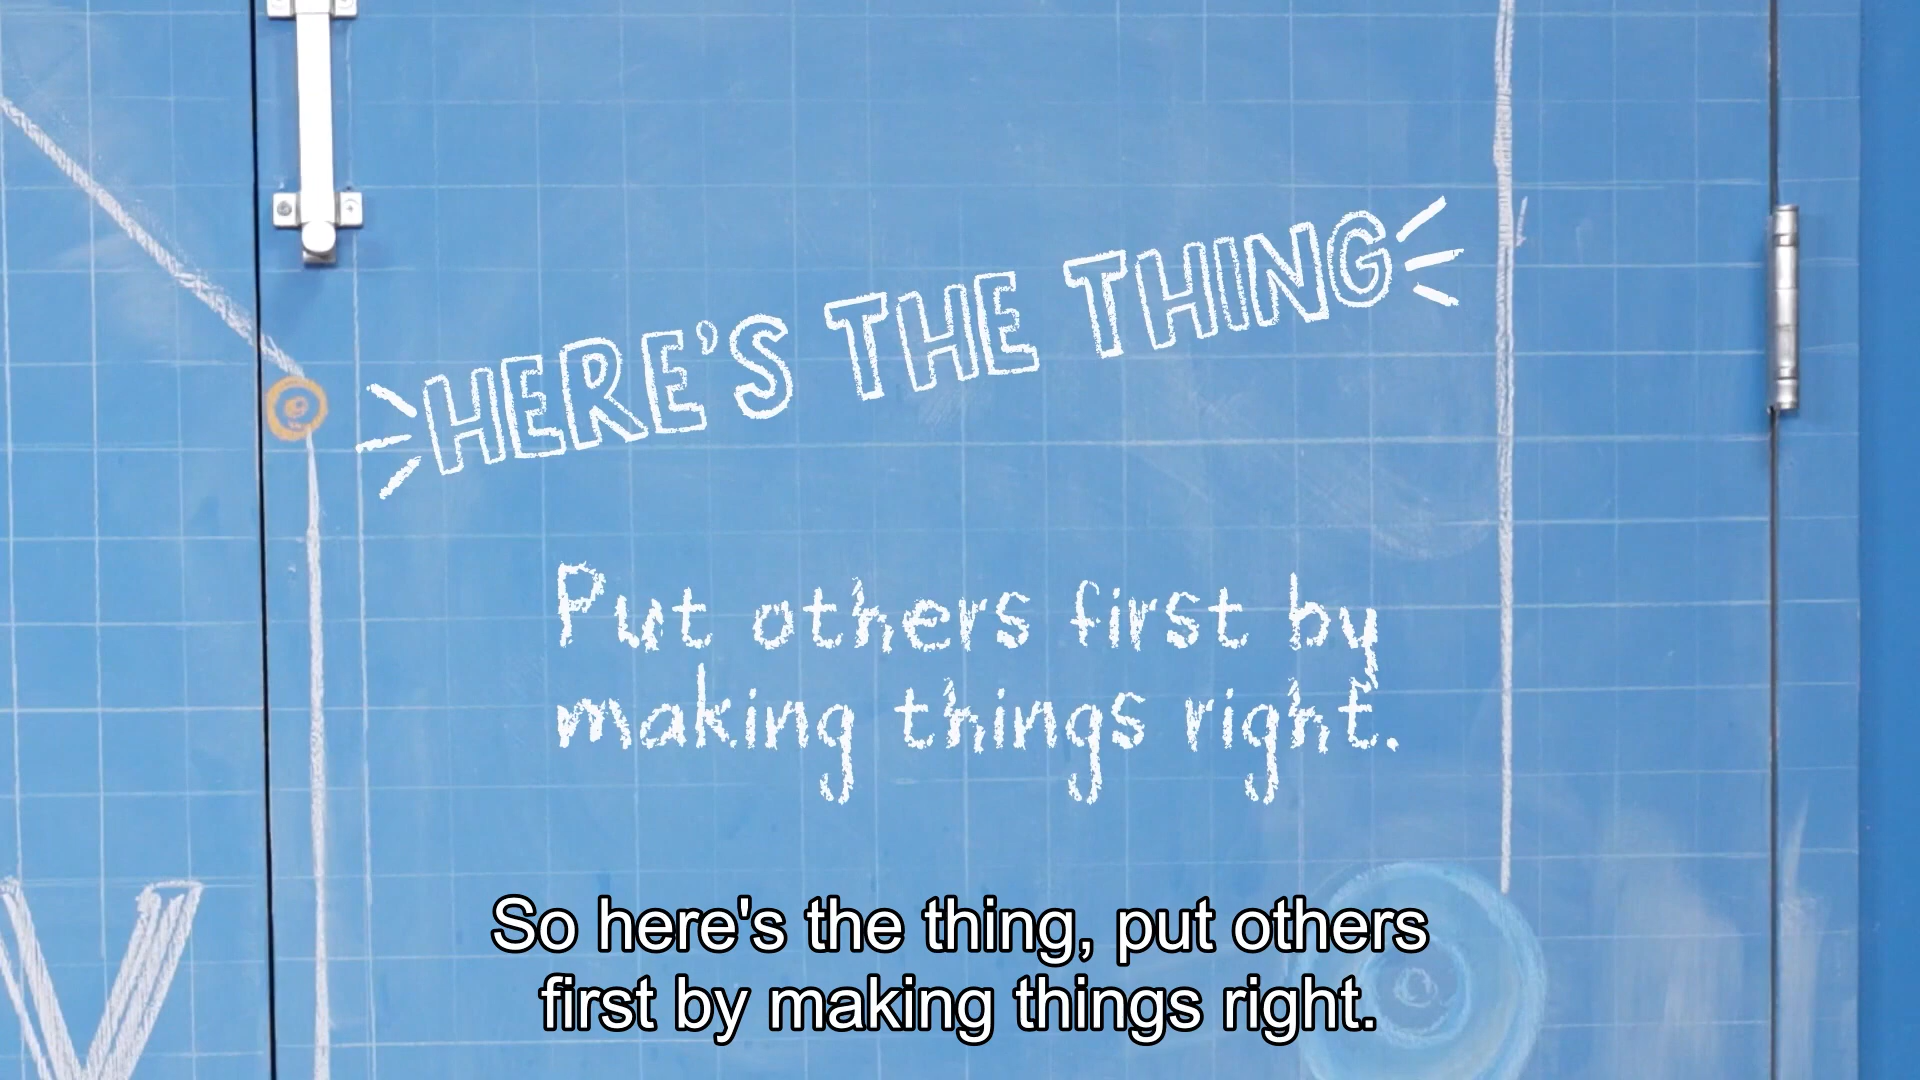 HERE'S THE THING
Put others first by
making things right.
So here's the thing, put others
first by making things right.